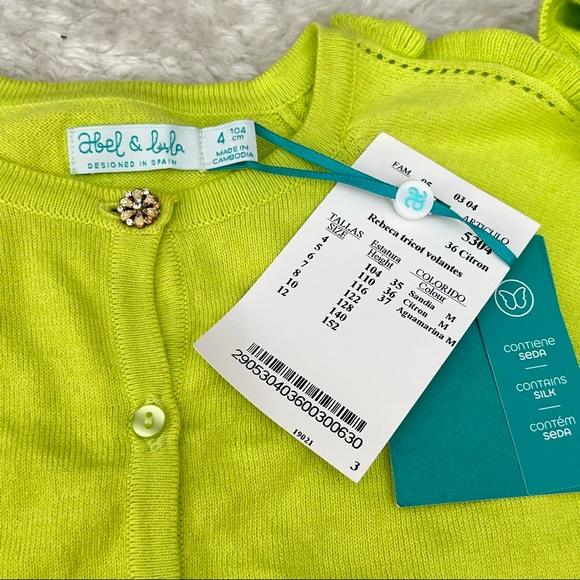 abel & lula
DESIGNED IN SPAIN
4 104 cm
MADE IN
CAMBODIA
FAM. 05 03 04
ARTICULO
5304
Rebeca tricot volantes 36 Citron
TALLAS Estatura COLORIDO
SIZE Height Colour
4 104 35 Sandia M
5 110 36 Citron M
6 116 37 Aguamarina M
7 122
8 128
10 140
12 152
290530403600300630
19021
3
CONTIENE
SEDA
CONTAINS
SILK
CONTÉM
SEDA